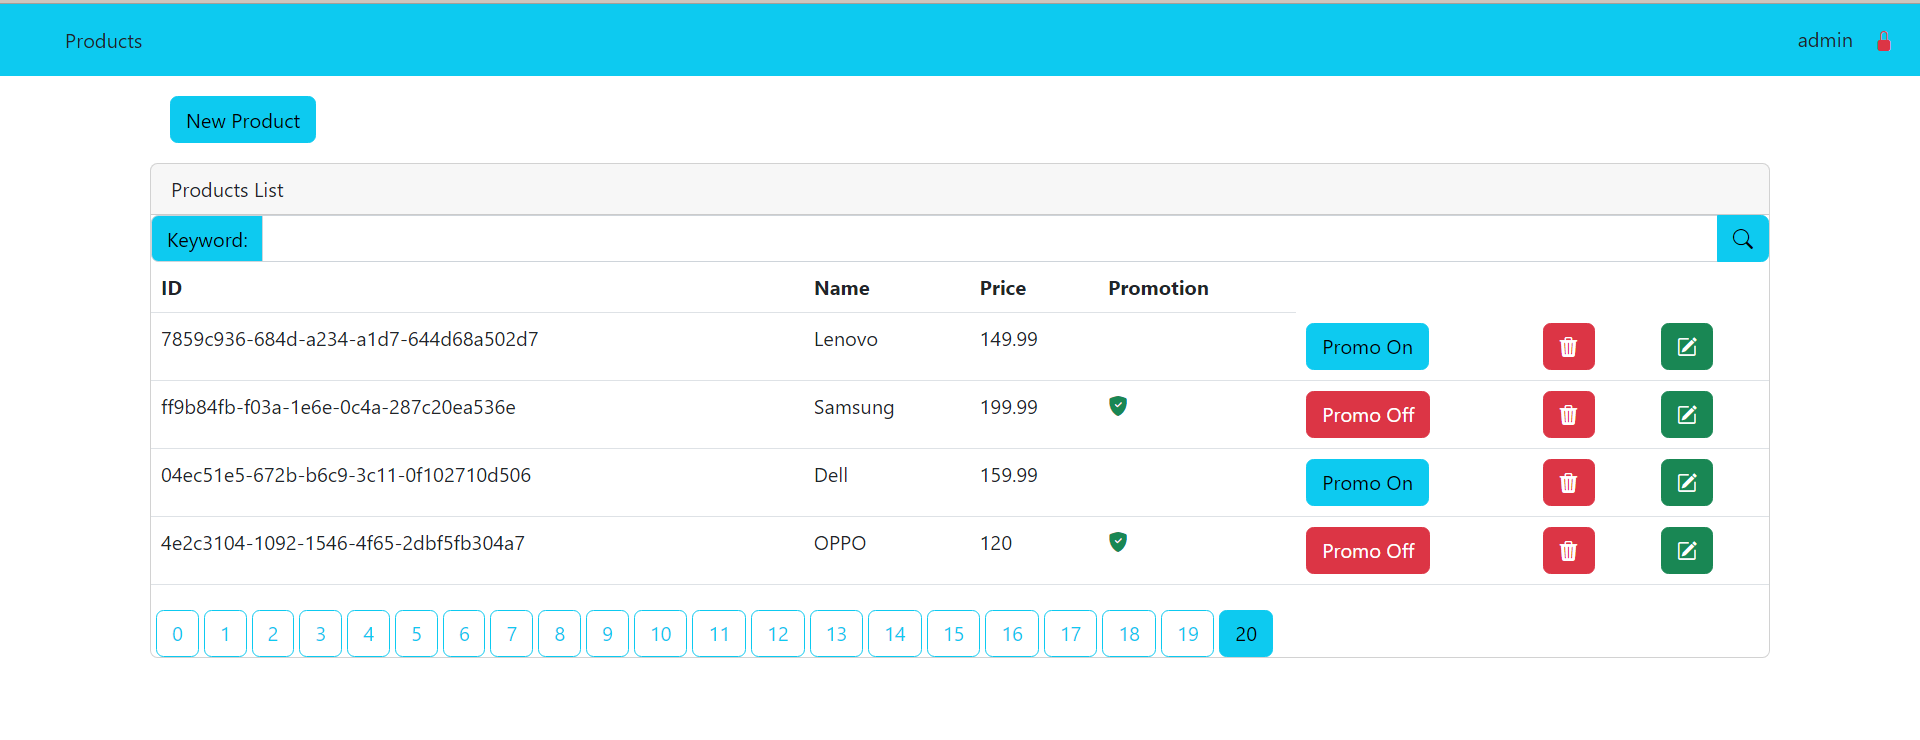 Products admin
New Product
Products List
Keyword:
ID Name Price Promotion
7859c936-684d-a234-a1d7-644d68a502d7 Lenovo 149.99 Promo On
ff9b84fb-f03a-1e6e-0c4a-287c20ea536e Samsung 199.99 Promo Off
04ec51e5-672b-b6c9-3c11-0f102710d506 Dell 159.99 Promo On
4e2c3104-1092-1546-4f65-2dbf5fb304a7 OPPO 120 Promo Off
0 1 2 3 4 5 6 7 8 9 10 11 12 13 14 15 16 17 18 19 20